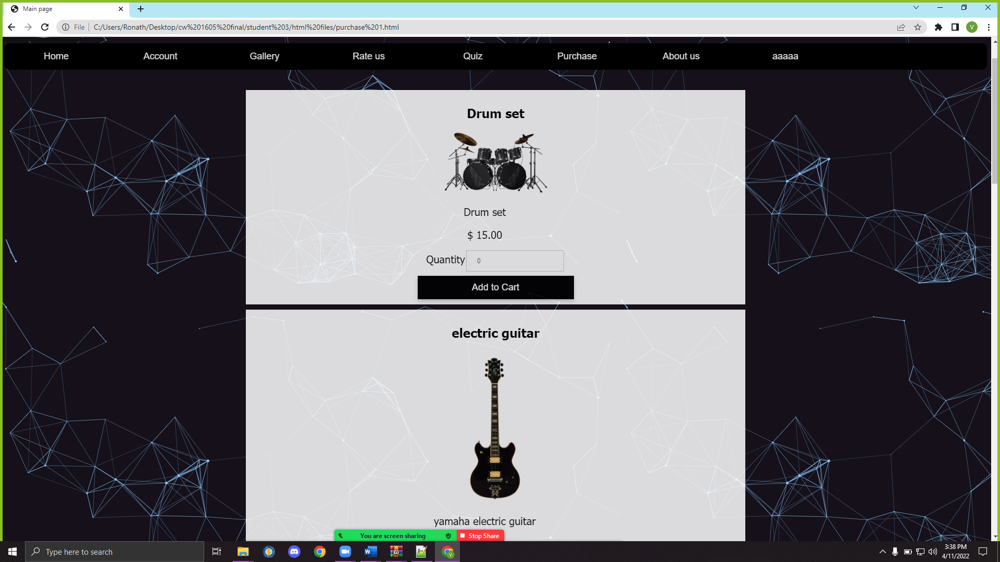 Main page
File C:/Users/Ronath/Desktop/cw%201605%20final/student%203/html%20files/purchase%201.html
V
Home Account Gallery Rate us Quiz Purchase About us aaaaa
Drum set
Drum set
$ 15.00
Quantity 0
Add to Cart
electric guitar
yamaha electric guitar
You are screen sharing Stop Share
Type here to search
3:38 PM
4/11/2022